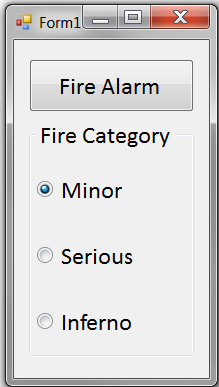 Form1
Fire Alarm
Fire Category
Minor
Serious
Inferno